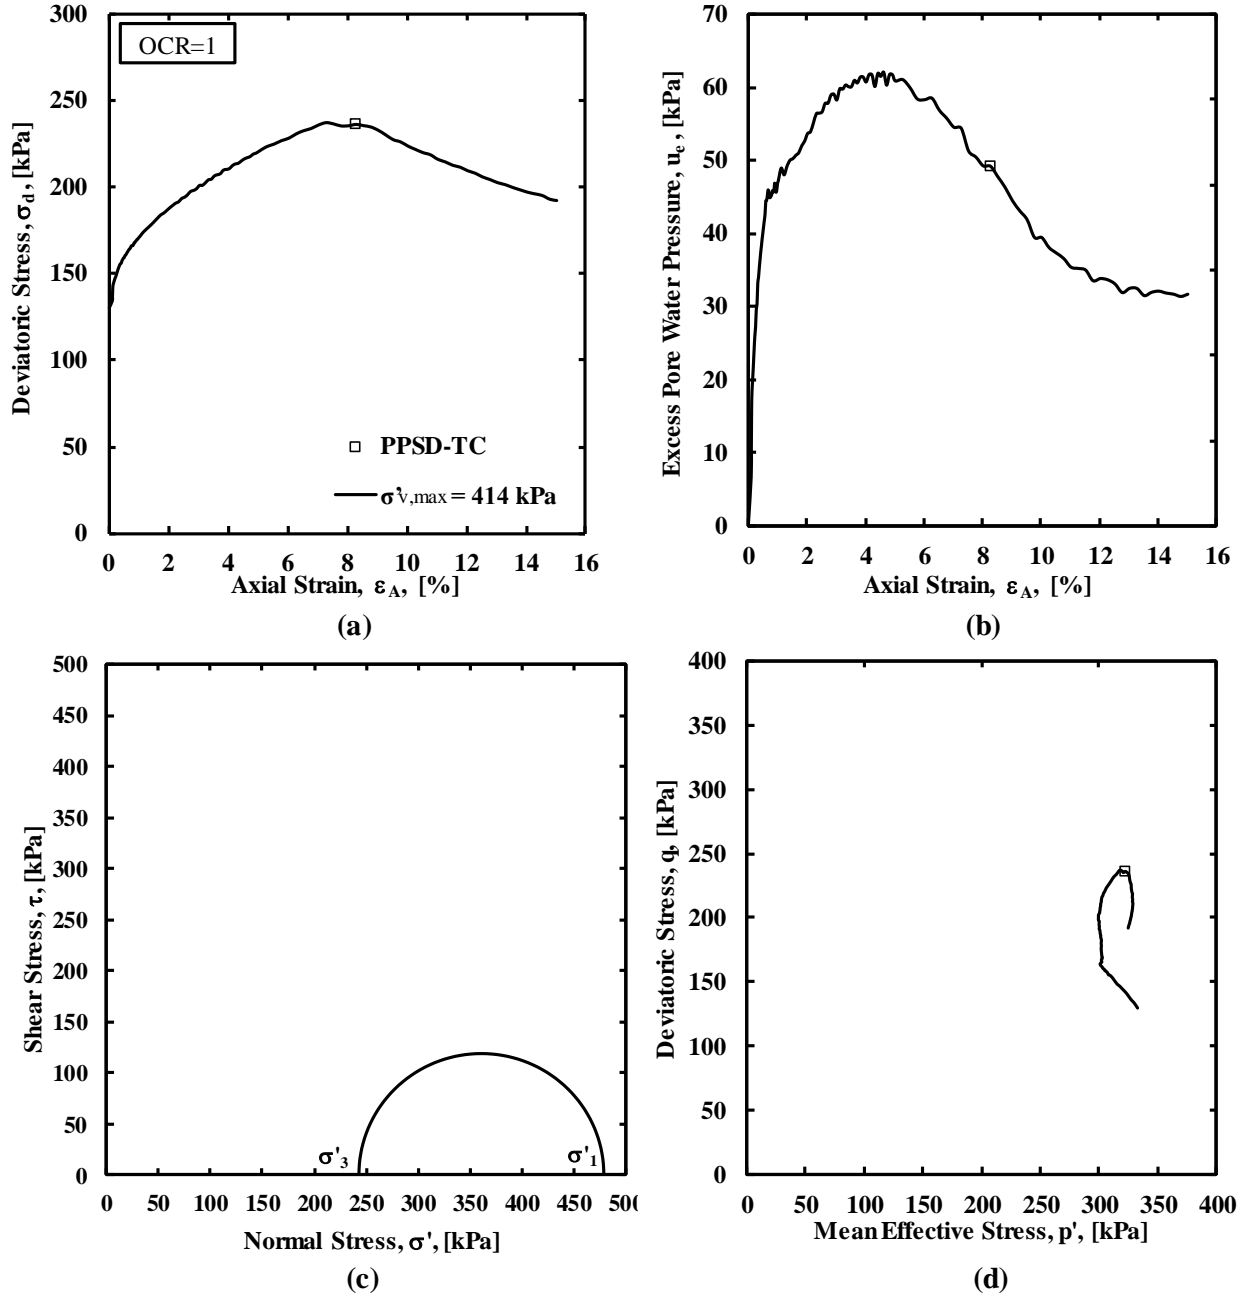 OCR=1
Deviatoric Stress, σd, [kPa]
300
250
200
150
100
50
0
PPSD-TC
σ'v,max = 414 kPa
0 2 4 6 8 10 12 14 16
Axial Strain, εA, [%]
(a)
Excess Pore Water Pressure, ue, [kPa]
70
60
50
40
30
20
10
0
0 2 4 6 8 10 12 14 16
Axial Strain, εA, [%]
(b)
Shear Stress, τ, [kPa]
500
450
400
350
300
250
200
150
100
50
0
σ'3
σ'1
0 50 100 150 200 250 300 350 400 450 500
Normal Stress, σ', [kPa]
(c)
Deviatoric Stress, q, [kPa]
400
350
300
250
200
150
100
50
0
0 50 100 150 200 250 300 350 400
Mean Effective Stress, p', [kPa]
(d)